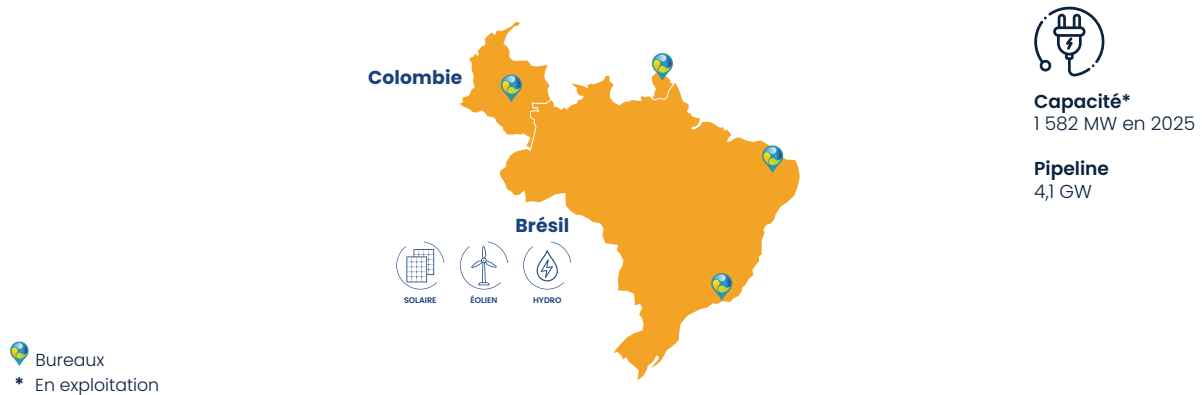 Colombie
Brésil
SOLAIRE
ÉOLIEN
HYDRO
Capacité*
1 582 MW en 2025
Pipeline
4,1 GW
Bureaux
* En exploitation